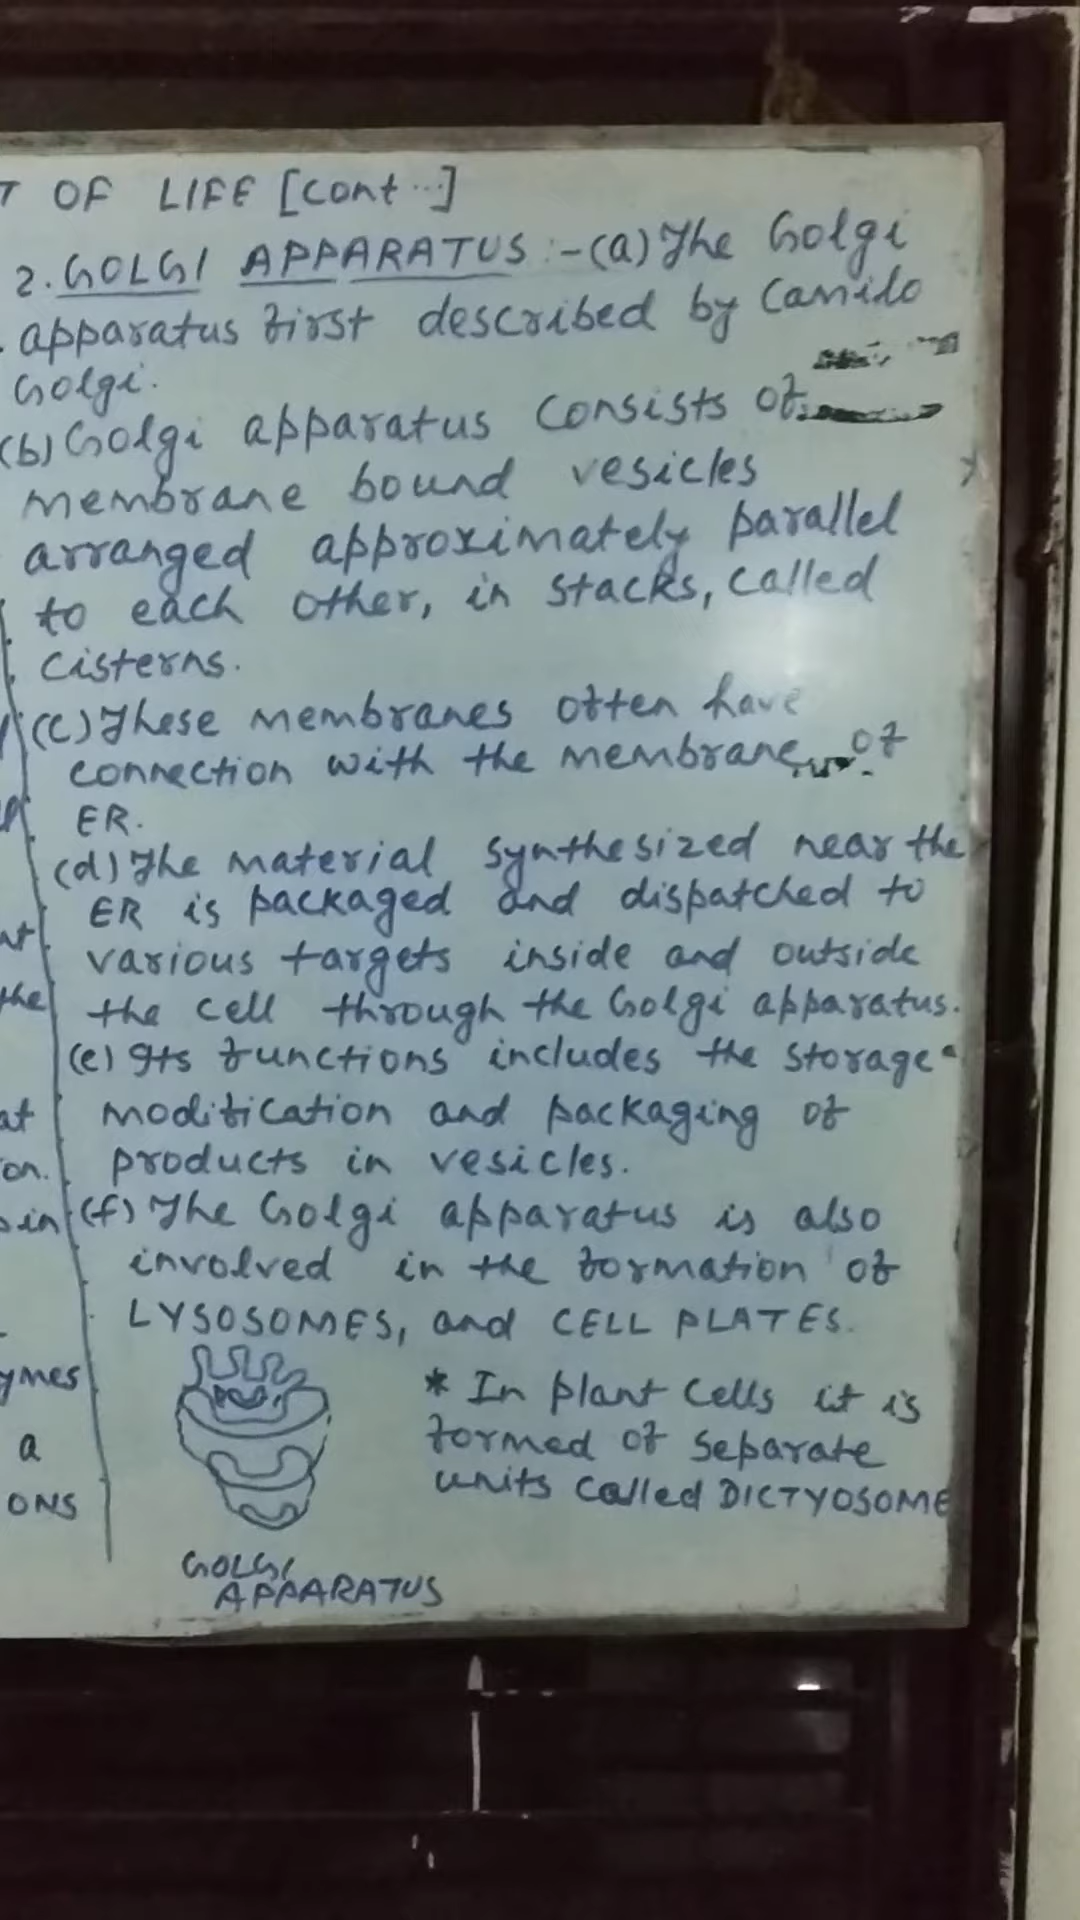 T OF LIFE [Cont...]
2. GOLGI APPARATUS :- (a) The Golgi
apparatus first described by Camilo
Golgi.
(b) Golgi apparatus consists of
membrane bound vesicles
arranged approximately parallel
to each other, in stacks, called
cisterns.
(c) These membranes often have
connection with the membrane of
ER.
(d) The material synthesized near the
ER is packaged and dispatched to
various targets inside and outside
the cell through the Golgi apparatus.
(e) Its functions includes the storage
modification and packaging of
products in vesicles.
(f) The Golgi apparatus is also
involved in the formation of
LYSOSOMES, and CELL PLATES.
* In plant cells it is
formed of separate
units called DICTYOSOME
GOLGI
APPARATUS
the
at
on.
ymes
a
ONS